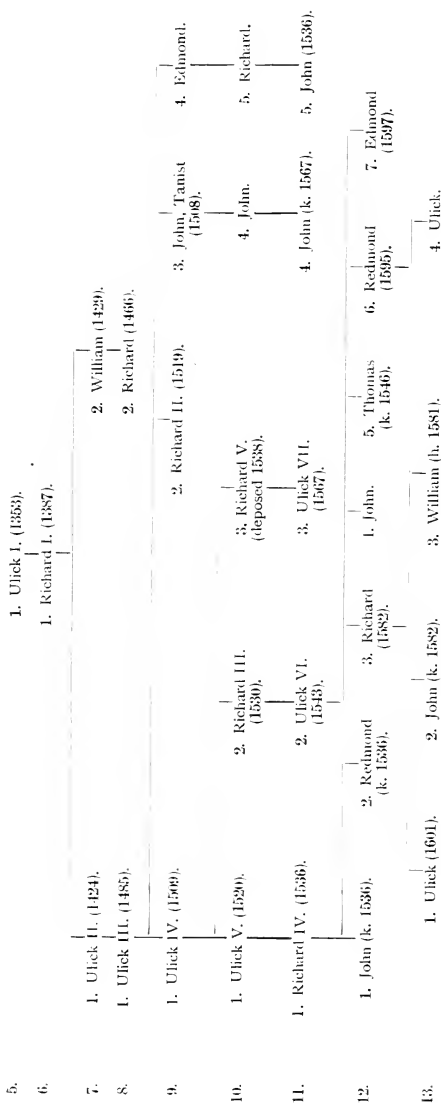 5. 1. Ulick I. (1353).
6. 1. Richard I. (1387).
7. 1. Ulick II. (1424). 2. William (1429).
8. 1. Ulick III. (1485). 2. Richard (1466).
9. 1. Ulick IV. (1509). 2. Richard II. (1519). 3. John, Tanist 4. Edmond.
(1508).
10. 1. Ulick V. (1520). 2. Richard III. 3. Richard V. 4. John. 5. Richard.
(1530). (deposed 1538).
11. 1. Richard IV. (1536). 2. Ulick VI. 3. Ulick VII. 4. John (k. 1567). 5. John (1536).
(1543). (1567).
12. 1. John (k. 1536). 2. Redmond 3. Richard 1. John. 5. Thomas 6. Redmond 7. Edmond
(k. 1536). (1582). (k. 1546). (1595). (1597).
13. 1. Ulick (1601). 2. John (k. 1582). 3. William (h. 1581). 4. Ulick.